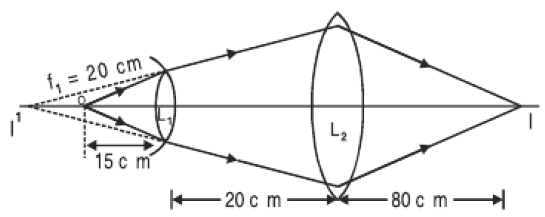 f₁ = 20 cm
O
I¹
L₁
L₂
I
15 c m
20 c m
80 c m